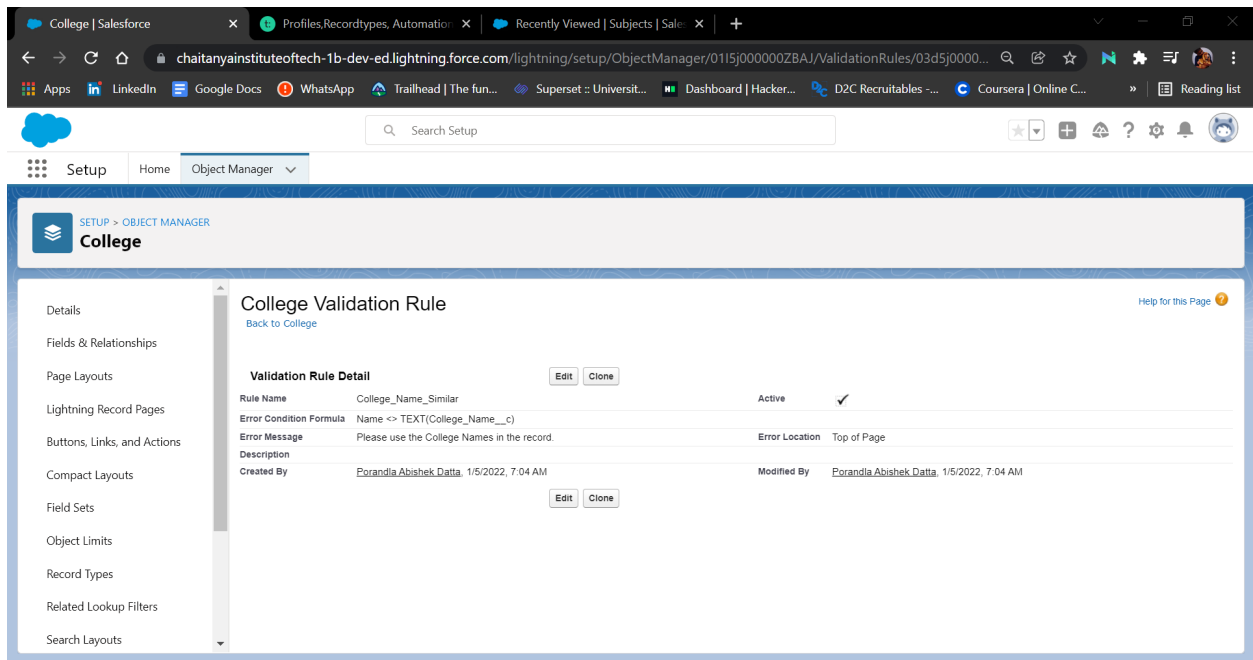 College | Salesforce
Profiles,Recordtypes, Automation
Recently Viewed | Subjects | Sale
chaitanyainstituteoftech-1b-dev-ed.lightning.force.com/lightning/setup/ObjectManager/01I5j000000ZBAJ/ValidationRules/03d5j0000...
Apps LinkedIn Google Docs WhatsApp Trailhead | The fun... Superset :: Universit... Dashboard | Hacker... D2C Recruitables -... Coursera | Online C... » Reading list
Search Setup
Setup Home Object Manager
SETUP > OBJECT MANAGER
College
Details
Fields & Relationships
Page Layouts
Lightning Record Pages
Buttons, Links, and Actions
Compact Layouts
Field Sets
Object Limits
Record Types
Related Lookup Filters
Search Layouts
College Validation Rule
Help for this Page
Back to College
Validation Rule Detail Edit Clone
Rule Name College_Name_Similar Active
Error Condition Formula Name <> TEXT(College_Name__c)
Error Message Please use the College Names in the record. Error Location Top of Page
Description
Created By Porandla Abishek Datta, 1/5/2022, 7:04 AM Modified By Porandla Abishek Datta, 1/5/2022, 7:04 AM
Edit Clone